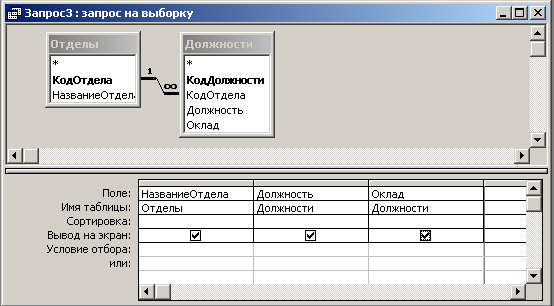 Запрос3 : запрос на выборку
Отделы
*
КодОтдела
НазваниеОтдел
1
∞
Должности
*
КодДолжности
КодОтдела
Должность
Оклад
Поле: НазваниеОтдела Должность Оклад
Имя таблицы: Отделы Должности Должности
Сортировка:
Вывод на экран:
Условие отбора:
или: